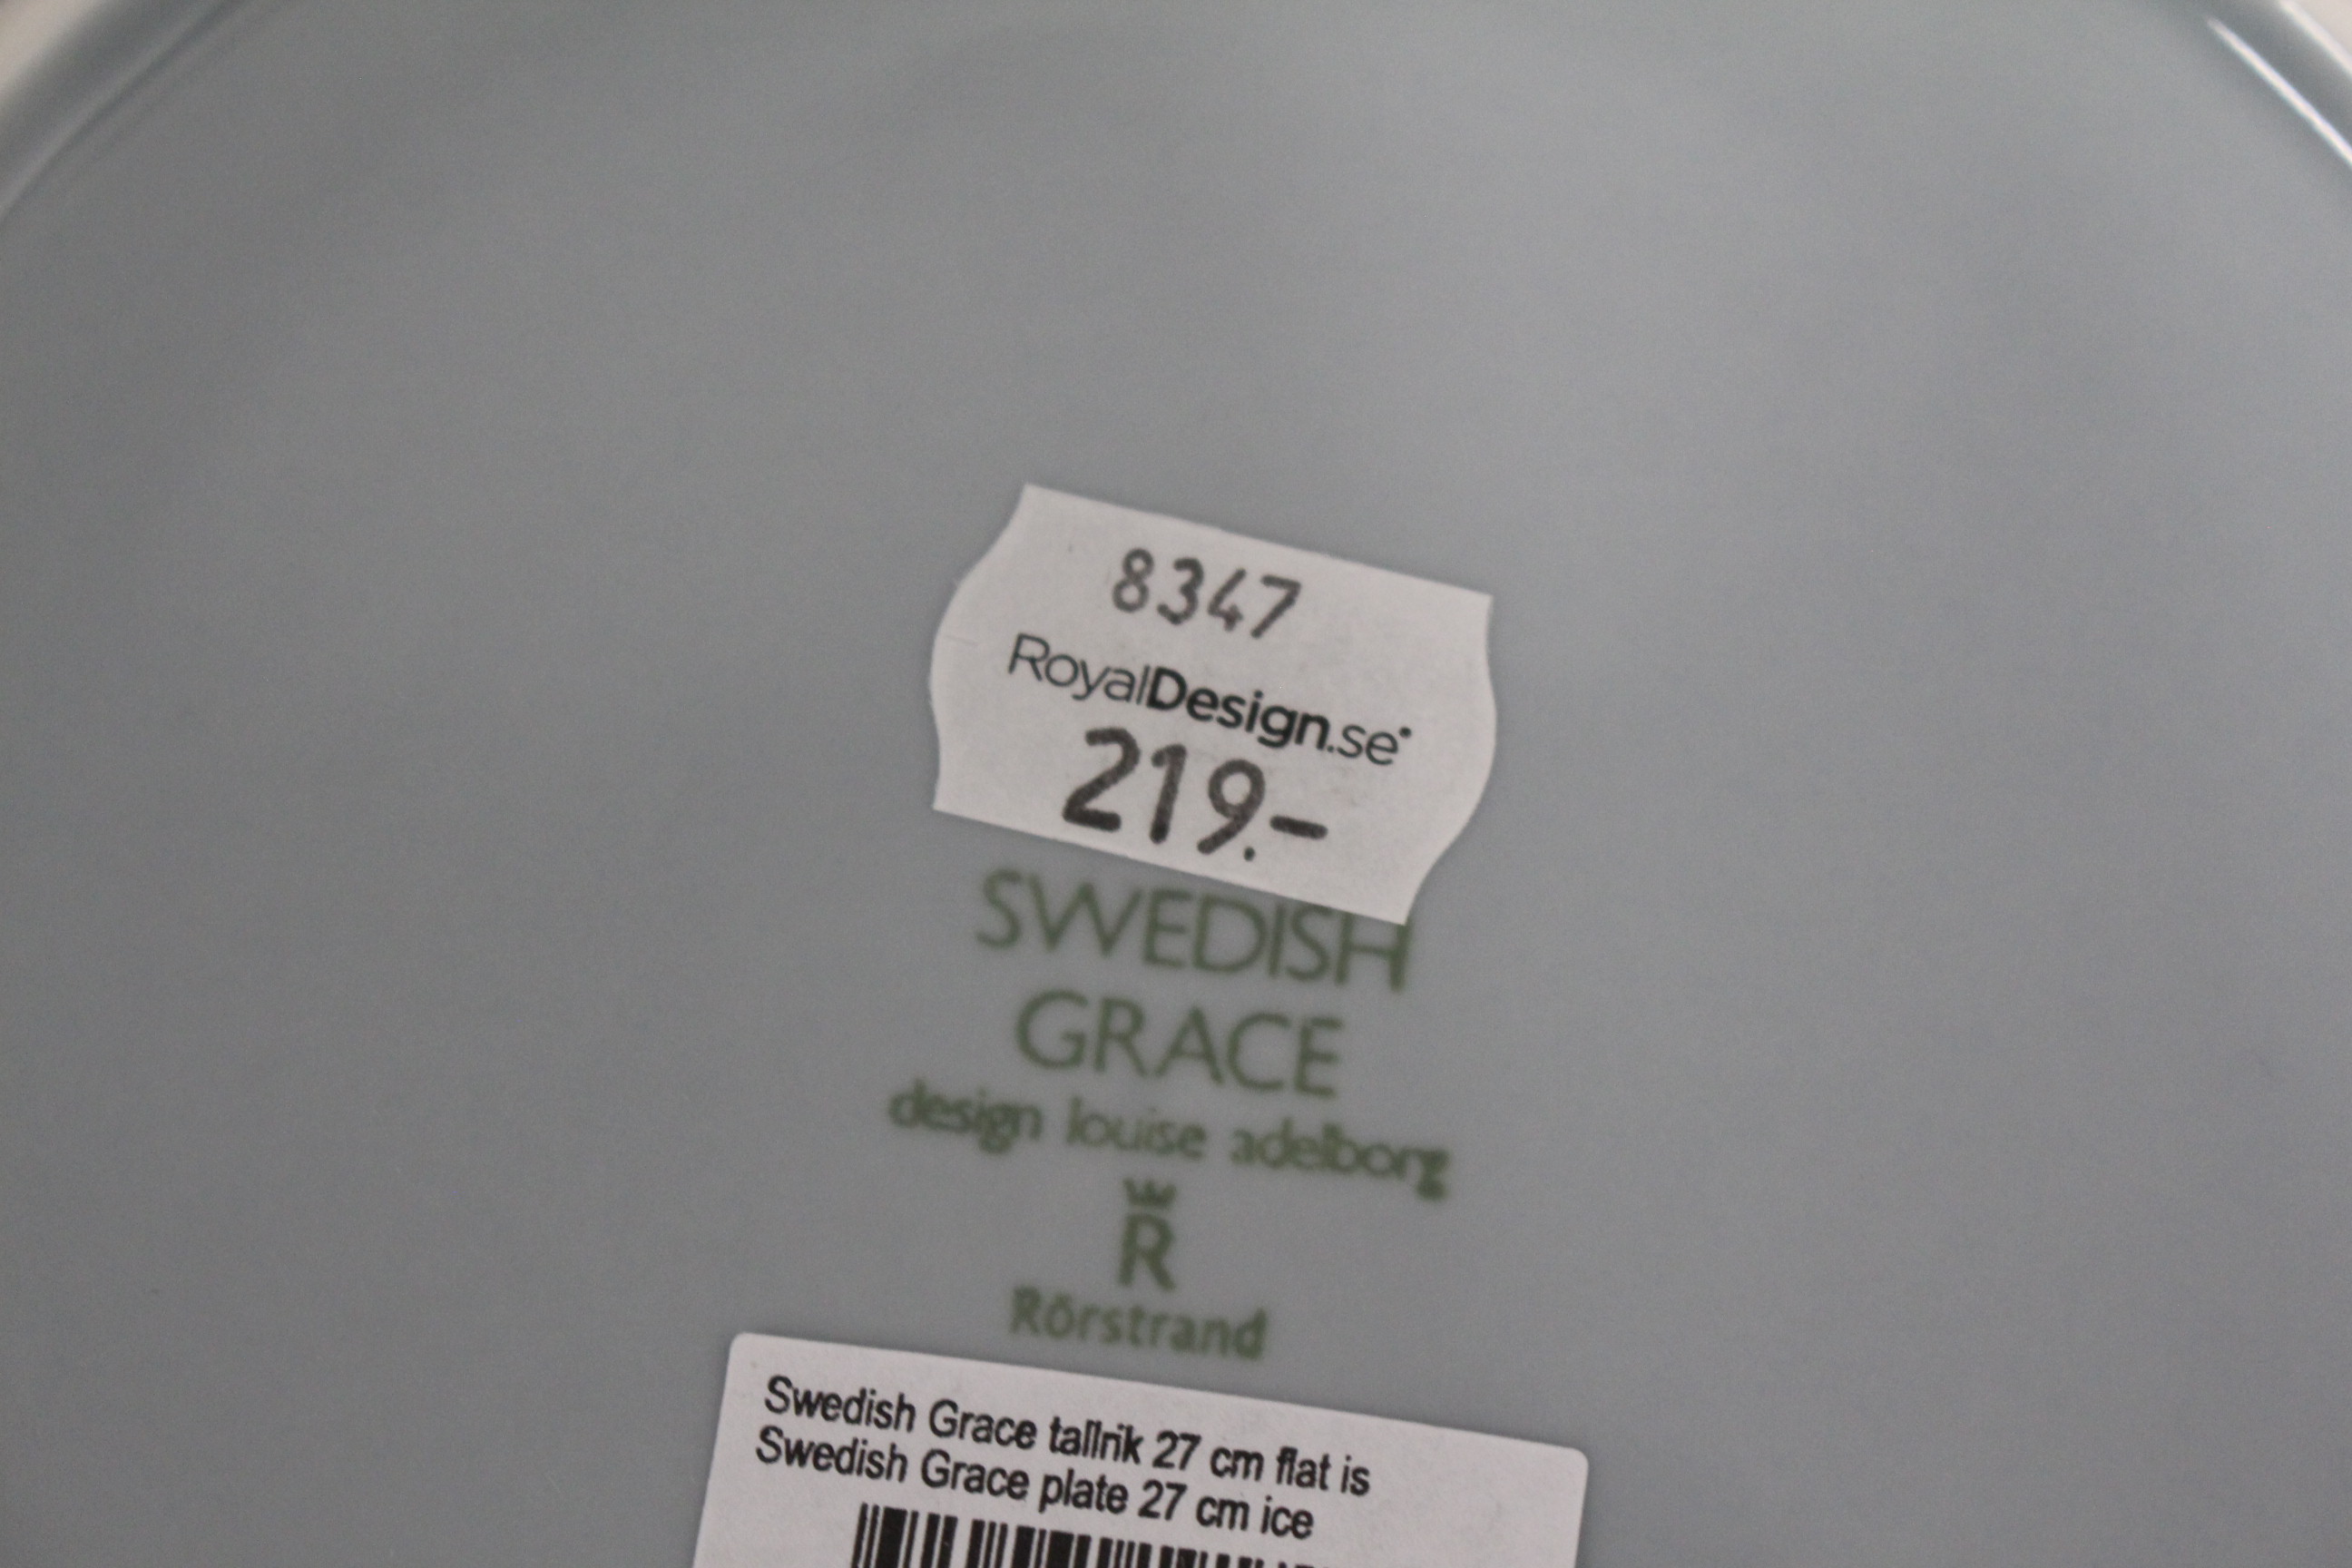 8347
RoyalDesign.se
219.-
SWEDISH
GRACE
design louise adelborg
R
Rörstrand
Swedish Grace tallrik 27 cm flat is
Swedish Grace plate 27 cm ice